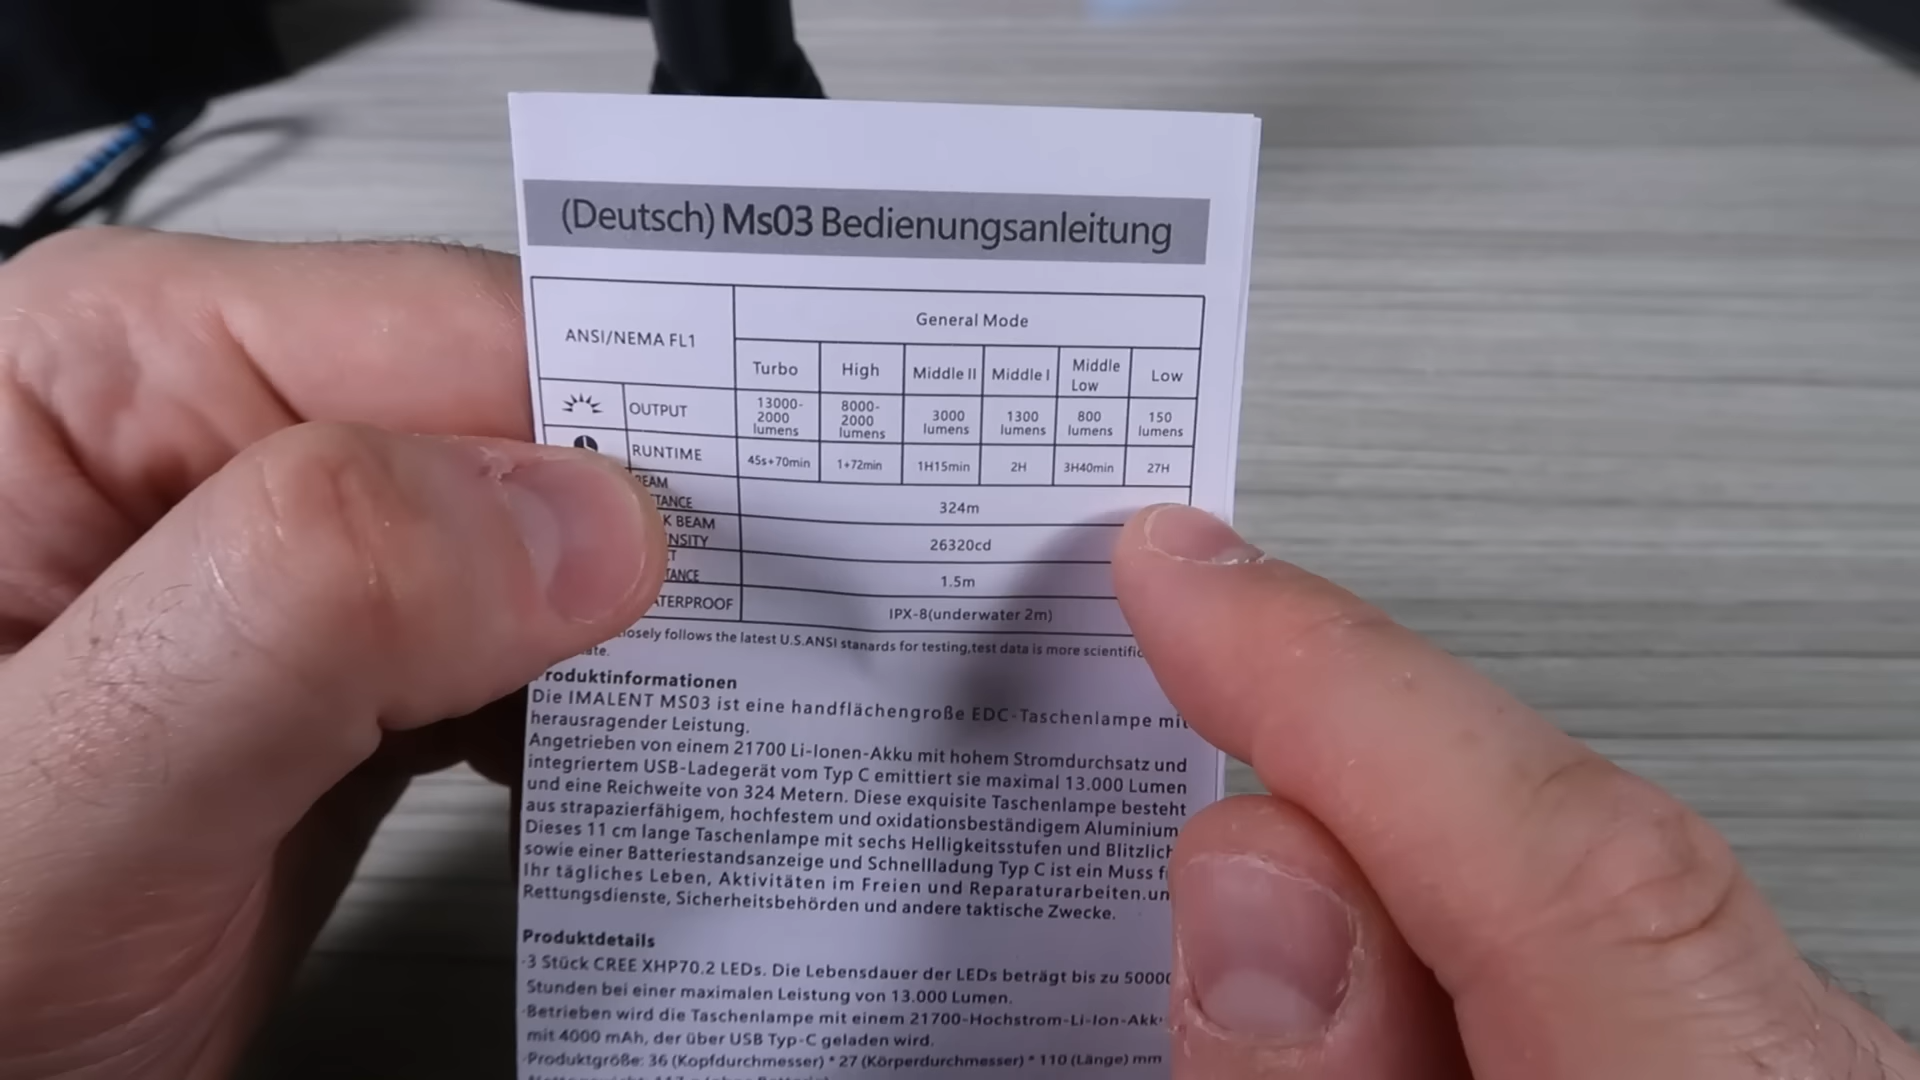 (Deutsch) Ms03 Bedienungsanleitung
ANSI/NEMA FL1
General Mode
Turbo High Middle II Middle I Middle Low Low
OUTPUT 13000-2000 lumens 8000-2000 lumens 3000 lumens 1300 lumens 800 lumens 150 lumens
RUNTIME 45s+70min 1+72min 1H15min 2H 3H40min 27H
324m
BEAM
26320cd
1.5m
IPX-8(underwater 2m)
follows the latest U.S.ANSI stanards for testing,test data is more
Produktinformationen
Die IMALENT MS03 ist eine handflächengroße EDC-Taschenlampe mit
herausragender Leistung.
Angetrieben von einem 21700 Li-Ionen-Akku mit hohem Stromdurchsatz und
integriertem USB-Ladegerät vom Typ C emittiert sie maximal 13.000 Lumen
und eine Reichweite von 324 Metern. Diese exquisite Taschenlampe besteht
aus strapazierfähigem, hochfestem und oxidationsbeständigem Aluminium
Dieses 11 cm lange Taschenlampe mit sechs Helligkeitsstufen und
sowie einer Batteriestandsanzeige und Schnellladung Typ C ist ein Muss
Ihr tägliches Leben, Aktivitäten im Freien und Reparaturarbeiten.un
Rettungsdienste, Sicherheitsbehörden und andere taktische Zwecke.
Produktdetails
·3 Stück CREE XHP70.2 LEDs. Die Lebensdauer der LEDs beträgt bis zu
Stunden bei einer maximalen Leistung von 13.000 Lumen.
·Betrieben wird die Taschenlampe mit einem 21700-Hochstrom-Li-Ion-
mit 4000 mAh, der über USB Typ-C geladen wird.
·Produktgröße: 36 (Kopfdurchmesser) * 27 (Körperdurchmesser) * 110 (Länge) mm